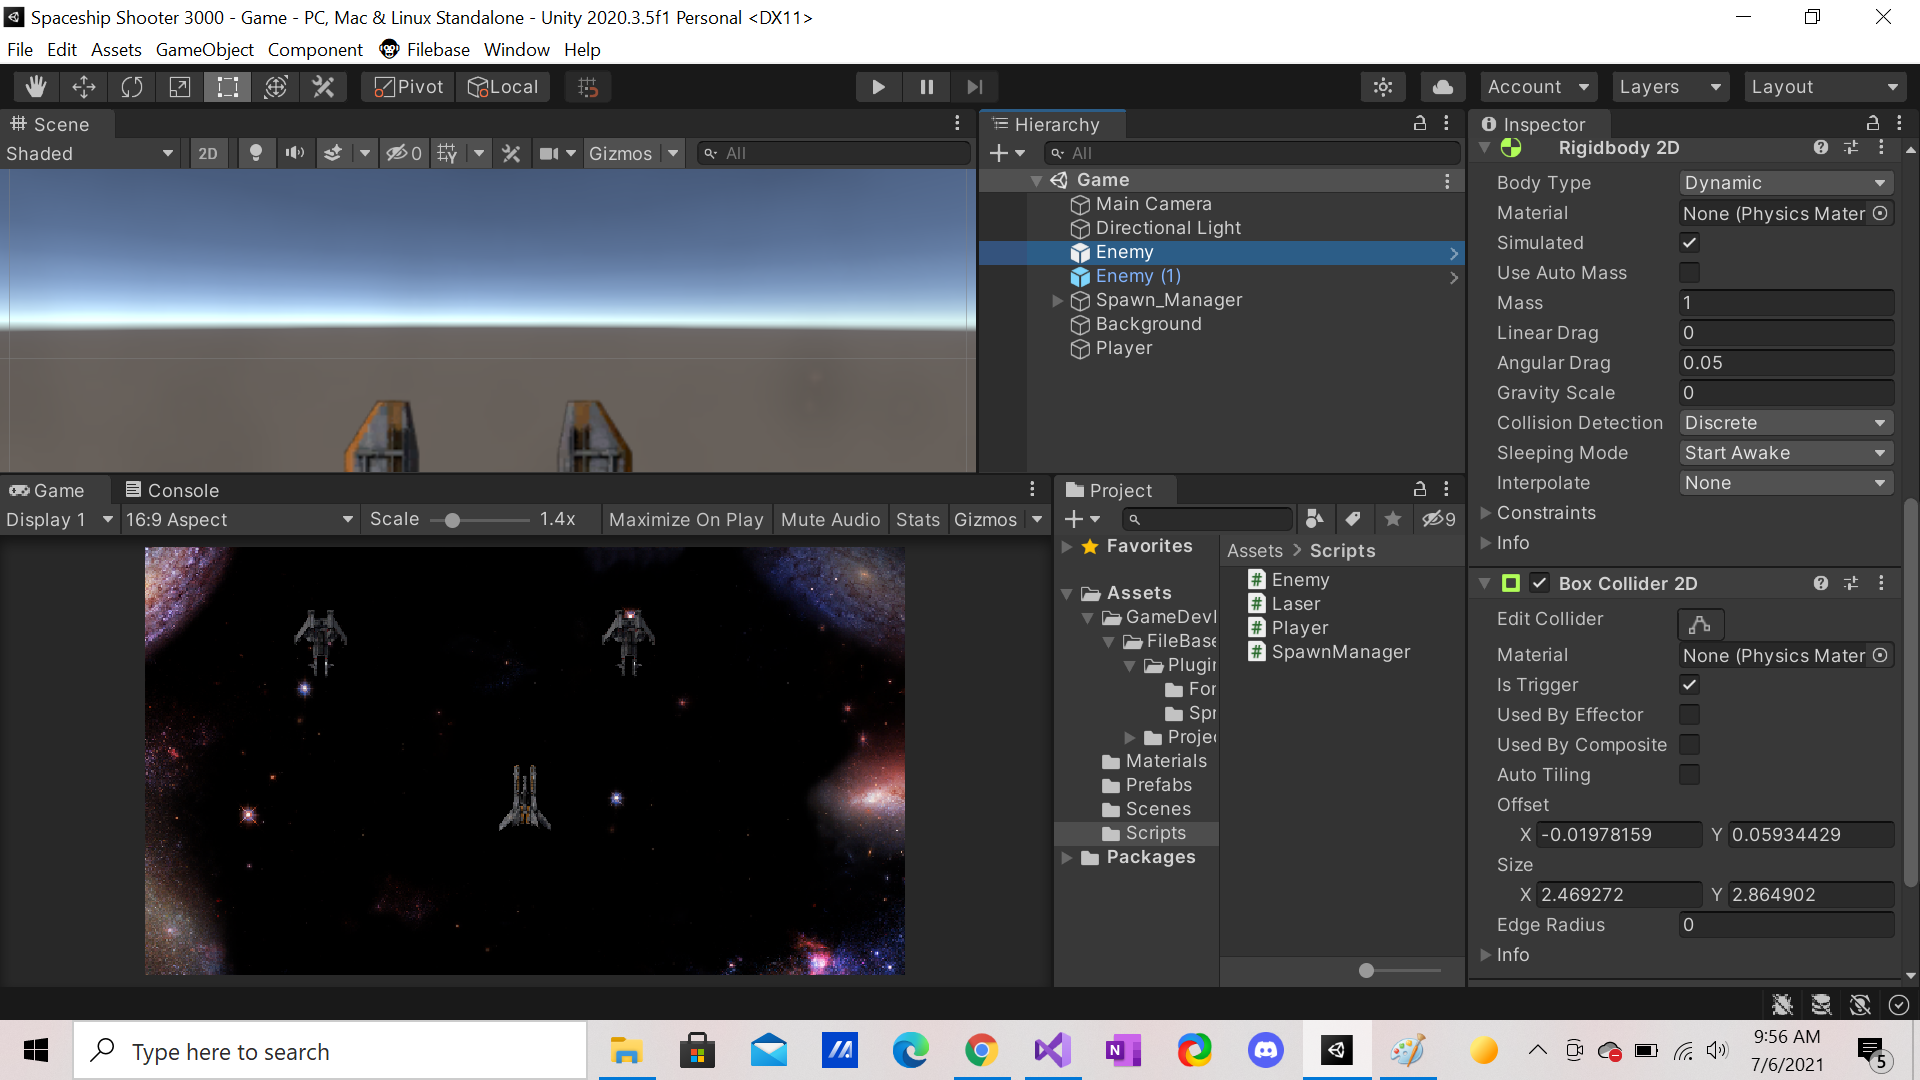 Spaceship Shooter 3000 - Game - PC, Mac & Linux Standalone - Unity 2020.3.5f1 Personal <DX11>
File Edit Assets GameObject Component Filebase Window Help
Pivot Local Account Layers Layout
Scene
Shaded 2D 0 Gizmos All
Hierarchy
All
Game
Main Camera
Directional Light
Enemy
Enemy (1)
Spawn_Manager
Background
Player
Inspector
Rigidbody 2D
Body Type Dynamic
Material None (Physics Mater
Simulated
Use Auto Mass
Mass 1
Linear Drag 0
Angular Drag 0.05
Gravity Scale 0
Collision Detection Discrete
Sleeping Mode Start Awake
Interpolate None
Constraints
Info
Box Collider 2D
Edit Collider
Material None (Physics Mater
Is Trigger
Used By Effector
Used By Composite
Auto Tiling
Offset
X -0.01978159 Y 0.05934429
Size
X 2.469272 Y 2.864902
Edge Radius 0
Info
Game Console
Display 1 16:9 Aspect Scale 1.4x Maximize On Play Mute Audio Stats Gizmos
Project
9
Favorites
Assets
GameDevI
FileBase
Plugin
For
Spr
Projec
Materials
Prefabs
Scenes
Scripts
Packages
Assets > Scripts
Enemy
Laser
Player
SpawnManager
Type here to search
9:56 AM
7/6/2021
5